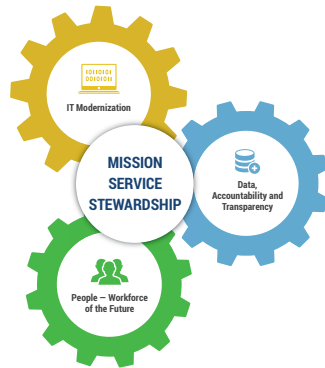 IT Modernization
MISSION
SERVICE
STEWARDSHIP
Data,
Accountability and
Transparency
People – Workforce
of the Future